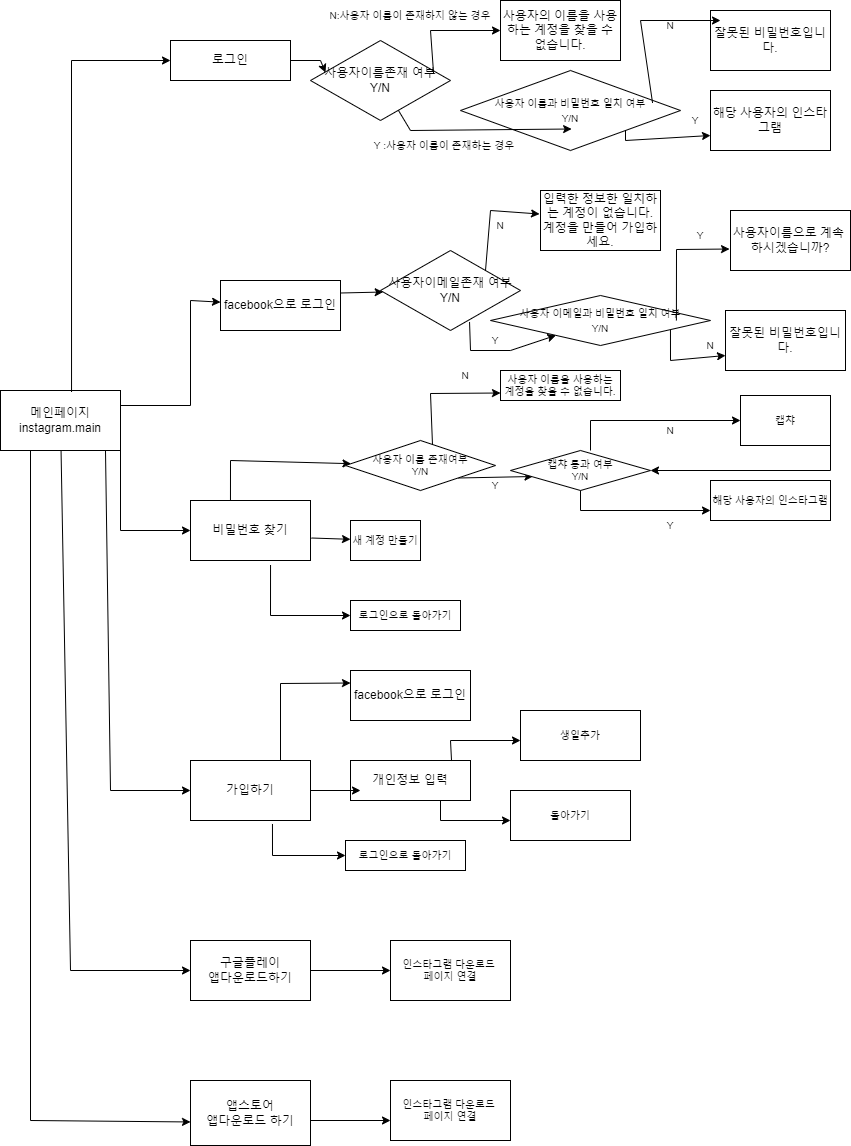 N:사용자 이름이 존재하지 않는 경우
사용자의 이름을 사용
하는 계정을 찾을 수
없습니다.
N
잘못된 비밀번호입니
다.
로그인
사용자이름존재 여부
Y/N
사용자 이름과 비밀번호 일치 여부
Y/N
Y
해당 사용자의 인스타
그램
Y :사용자 이름이 존재하는 경우
입력한 정보한 일치하
는 계정이 없습니다.
계정을 만들어 가입하
세요.
N
Y
사용자이름으로 계속
하시겠습니까?
facebook으로 로그인
사용자이메일존재 여부
Y/N
사용자 이메일과 비밀번호 일치 여부
Y/N
Y
N
잘못된 비밀번호입니
다.
메인페이지
instagram.main
N
사용자 이름을 사용하는
계정을 찾을 수 없습니다.
캡챠
N
사용자 이름 존재여부
Y/N
캡챠 통과 여부
Y/N
Y
해당 사용자의 인스타그램
Y
비밀번호 찾기
새 계정 만들기
로그인으로 돌아가기
facebook으로 로그인
생일추가
가입하기
개인정보 입력
돌아가기
로그인으로 돌아가기
구글플레이
앱다운로드하기
인스타그램 다운로드
페이지 연결
앱스토어
앱다운로드 하기
인스타그램 다운로드
페이지 연결